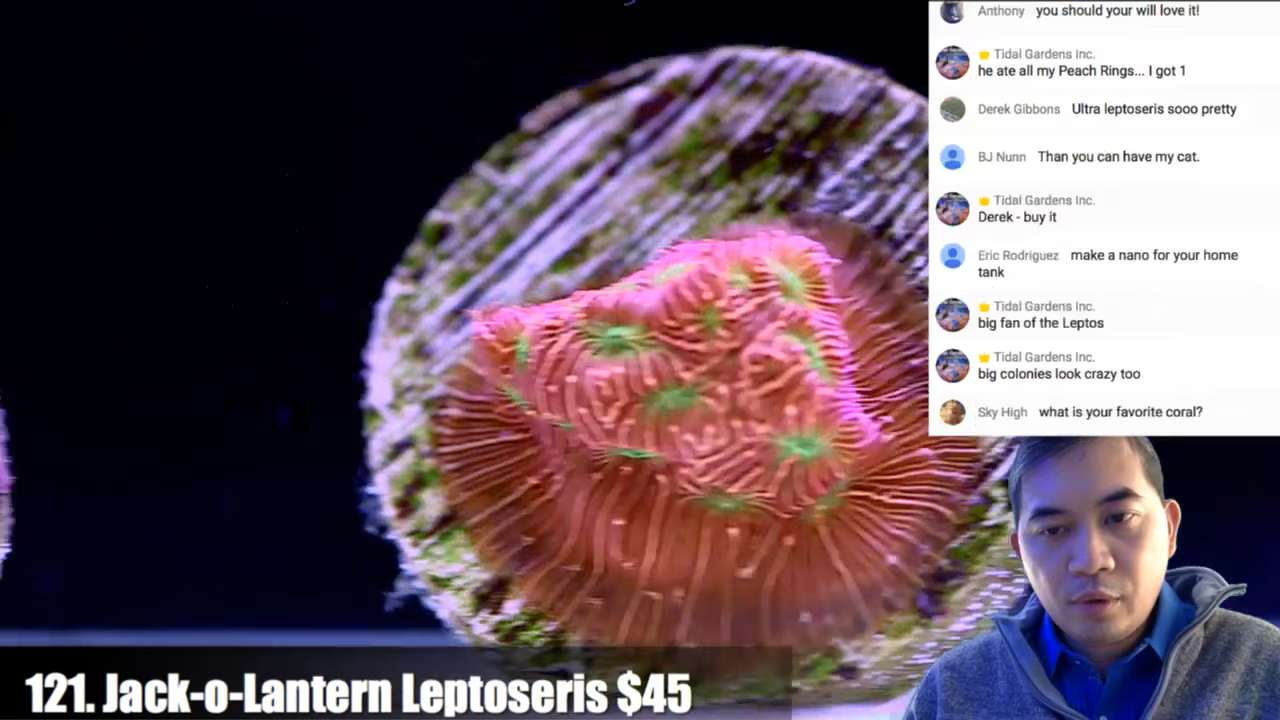 Anthony you should your will love it!
Tidal Gardens Inc.
he ate all my Peach Rings... I got 1
Derek Gibbons Ultra leptoseris sooo pretty
BJ Nunn Than you can have my cat.
Tidal Gardens Inc.
Derek - buy it
Eric Rodriguez make a nano for your home
tank
Tidal Gardens Inc.
big fan of the Leptos
Tidal Gardens Inc.
big colonies look crazy too
Sky High what is your favorite coral?
121. Jack-o-Lantern Leptoseris $45